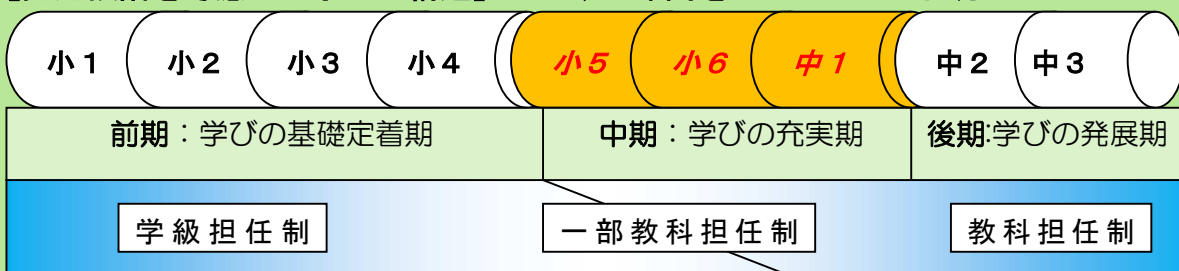 小1 小2 小3 小4 小5 小6 中1 中2 中3
前期：学びの基礎定着期 中期：学びの充実期 後期:学びの発展期
学級担任制 一部教科担任制 教科担任制